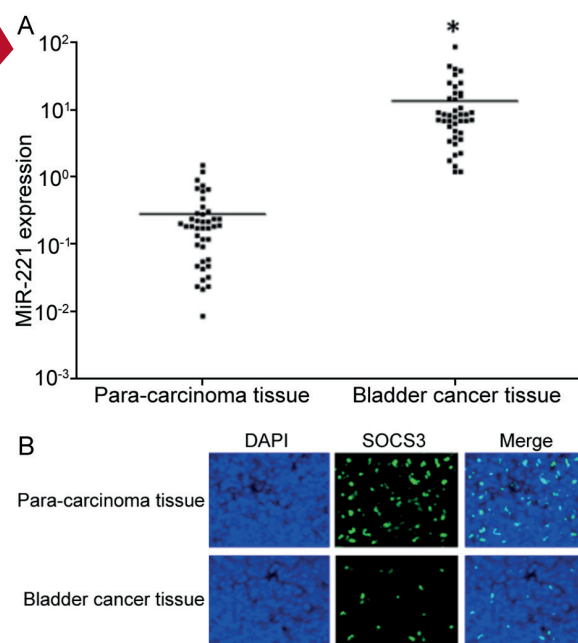 A
*
10²
10¹
10⁰
10⁻¹
10⁻²
10⁻³
MiR-221 expression
Para-carcinoma tissue
Bladder cancer tissue
B
DAPI SOCS3 Merge
Para-carcinoma tissue
Bladder cancer tissue